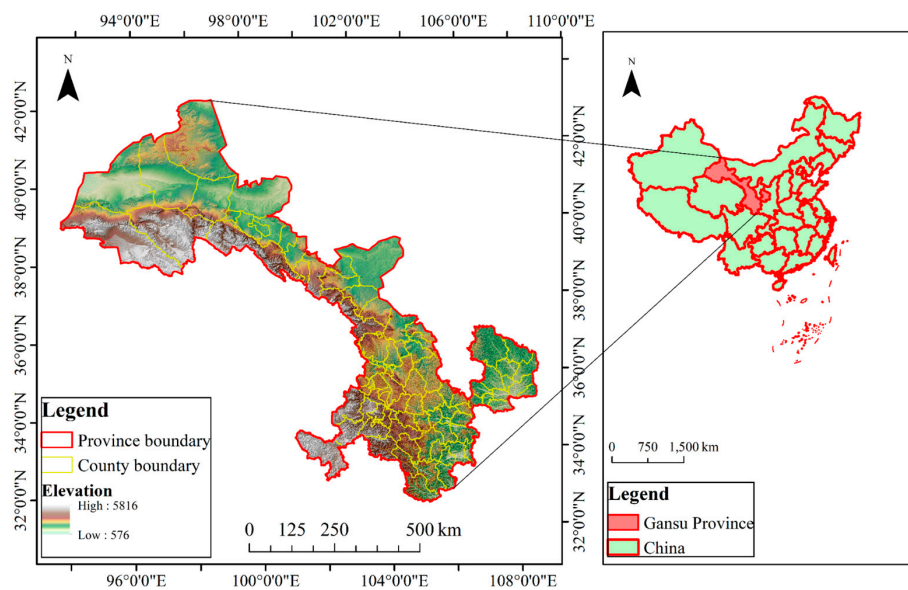 94°0'0"E 98°0'0"E 102°0'0"E 106°0'0"E 110°0'0"E
N
N
42°0'0"N
40°0'0"N
38°0'0"N
36°0'0"N
34°0'0"N
32°0'0"N
42°0'0"N
40°0'0"N
38°0'0"N
36°0'0"N
34°0'0"N
32°0'0"N
Legend
Province boundary
County boundary
Elevation
High : 5816
Low : 576
0 125 250 500 km
96°0'0"E 100°0'0"E 104°0'0"E 108°0'0"E
0 750 1,500 km
Legend
Gansu Province
China